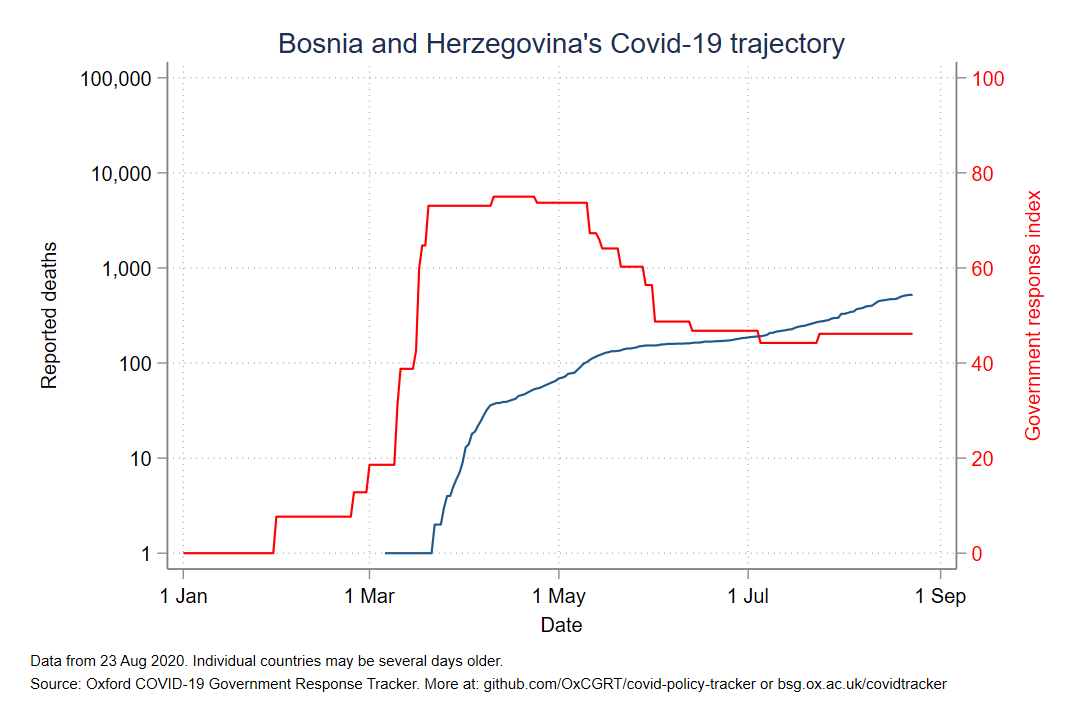 Bosnia and Herzegovina's Covid-19 trajectory
100,000
10,000
1,000
100
10
1
Reported deaths
100
80
60
40
20
0
Government response index
1 Jan
1 Mar
1 May
1 Jul
1 Sep
Date
Data from 23 Aug 2020. Individual countries may be several days older.
Source: Oxford COVID-19 Government Response Tracker. More at: github.com/OxCGRT/covid-policy-tracker or bsg.ox.ac.uk/covidtracker